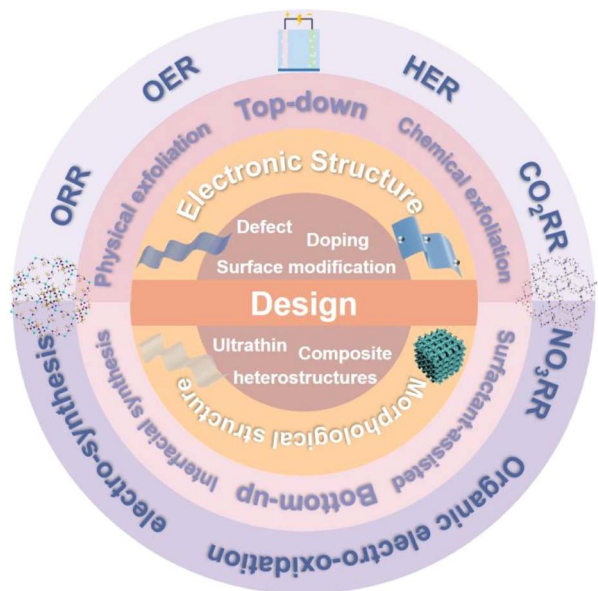 OER
HER
ORR
CO₂RR
Top-down
Physical exfoliation
Chemical exfoliation
Electronic Structure
Defect
Doping
Surface modification
Design
Ultrathin
Composite
heterostructures
Morphological structure
Interfacial synthesis
Bottom-up
Surfactant-assisted
NO₃RR
electro-synthesis
Organic electro-oxidation